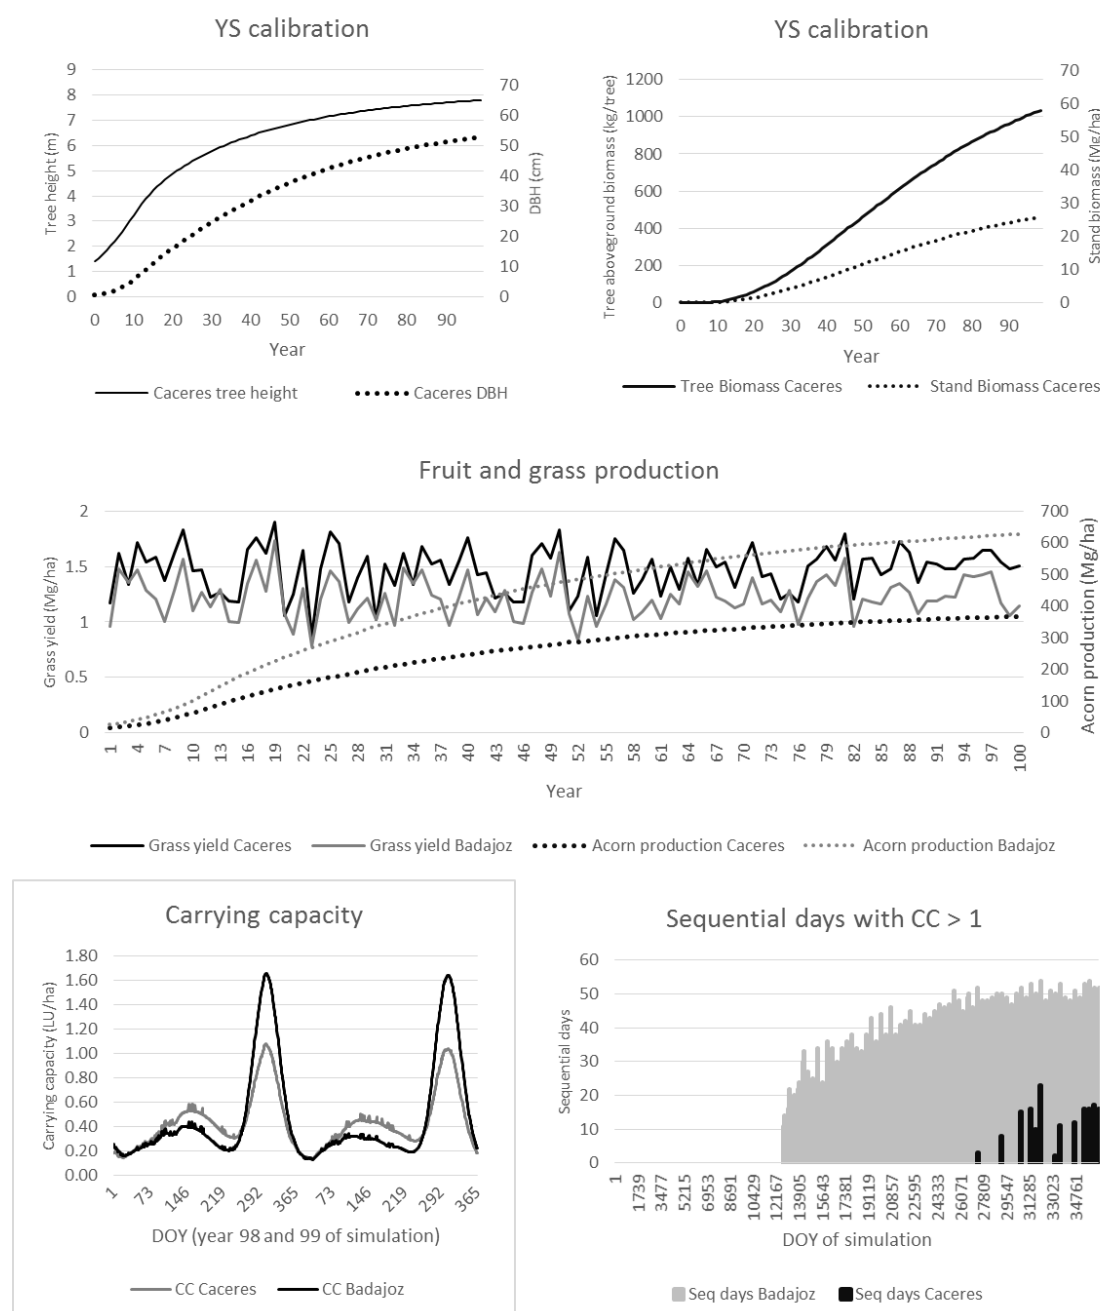 YS calibration
9
8
7
6
5
4
3
2
1
0
Tree height (m)
70
60
50
40
30
20
10
0
DBH (cm)
0 10 20 30 40 50 60 70 80 90
Year
Caceres tree height Caceres DBH
YS calibration
1200
1000
800
600
400
200
0
Tree aboveground biomass (kg/tree)
70
60
50
40
30
20
10
0
Stand biomass (Mg/ha)
0 10 20 30 40 50 60 70 80 90
Year
Tree Biomass Caceres Stand Biomass Caceres
Fruit and grass production
2
1.5
1
0.5
0
Grass yield (Mg/ha)
700
600
500
400
300
200
100
0
Acorn production (Mg/ha)
1 4 7 10 13 16 19 22 25 28 31 34 37 40 43 46 49 52 55 58 61 64 67 70 73 76 79 82 85 88 91 94 97 100
Year
Grass yield Caceres Grass yield Badajoz Acorn production Caceres Acorn production Badajoz
Carrying capacity
1.80
1.60
1.40
1.20
1.00
0.80
0.60
0.40
0.20
0.00
Carrying capacity (LU/ha)
1 73 146 219 292 365 73 146 219 292 365
DOY (year 98 and 99 of simulation)
CC Caceres CC Badajoz
Sequential days with CC > 1
60
50
40
30
20
10
0
Sequential days
1 1739 3477 5215 6953 8691 10429 12167 13905 15643 17381 19119 20857 22595 24333 26071 27809 29547 31285 33023 34761
DOY of simulation
Seq days Badajoz Seq days Caceres